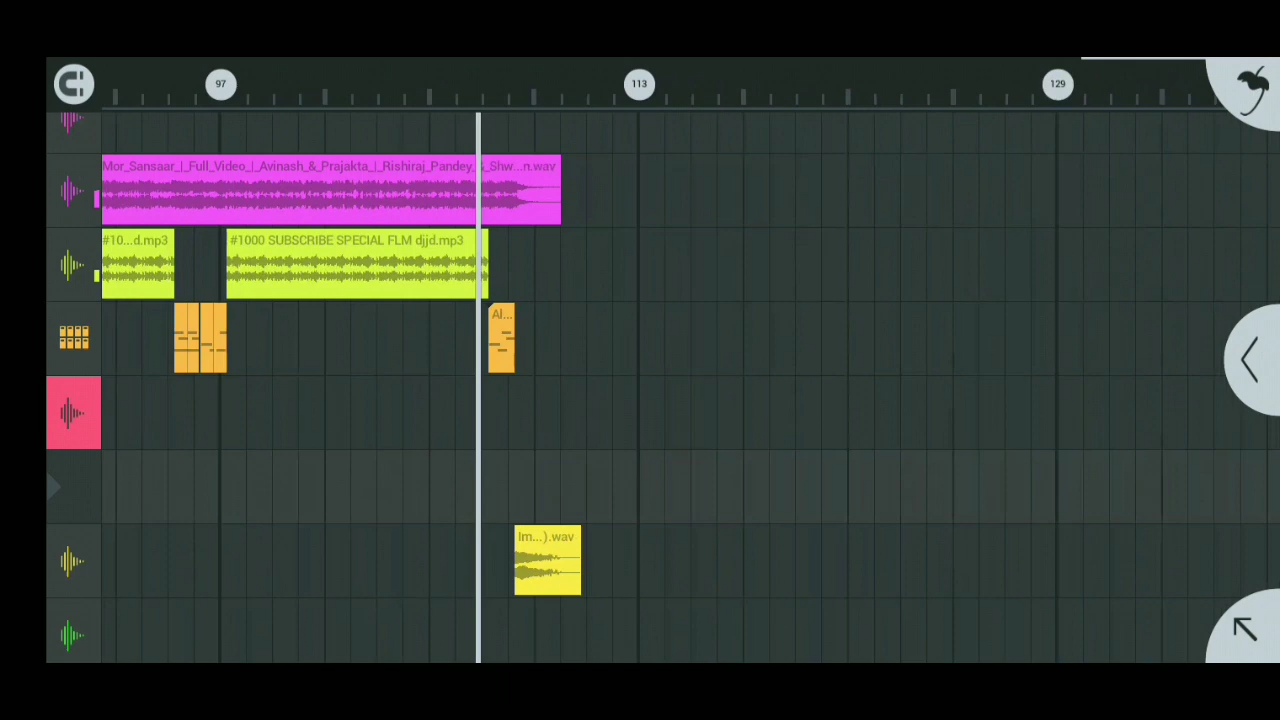 97
113
129
Mor_Sansaar_|_Full_Video_|_Avinash_&_Prajakta_|_Rishiraj_Pandey_&_Shw...n.wav
#10...d.mp3
#1000 SUBSCRIBE SPECIAL FLM djjd.mp3
Al...
Im...).wav